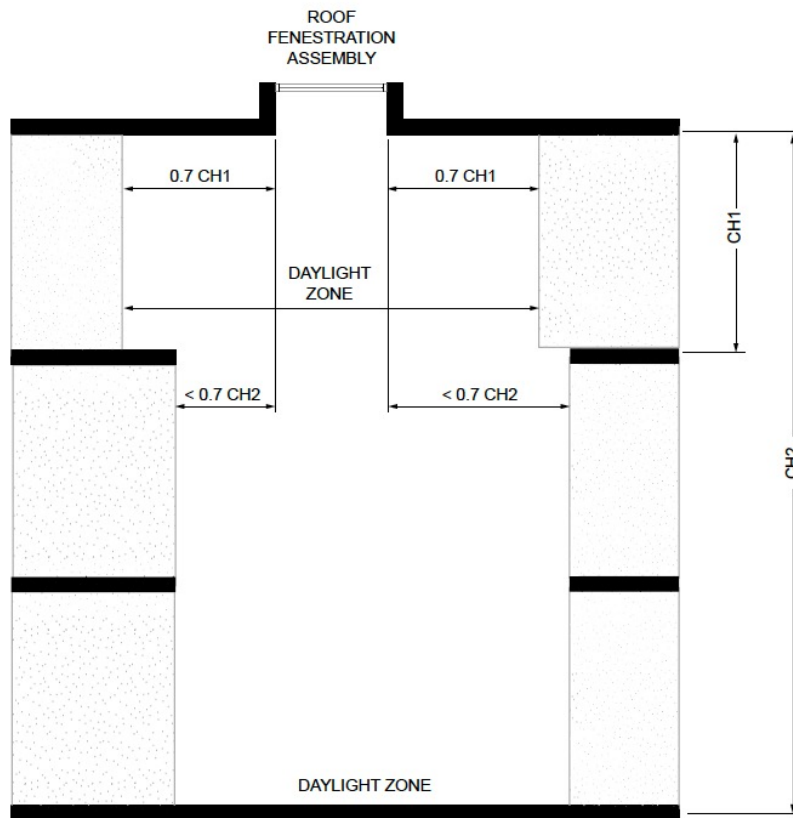 ROOF
FENESTRATION
ASSEMBLY
0.7 CH1
0.7 CH1
CH1
DAYLIGHT
ZONE
< 0.7 CH2
< 0.7 CH2
CH2
DAYLIGHT ZONE